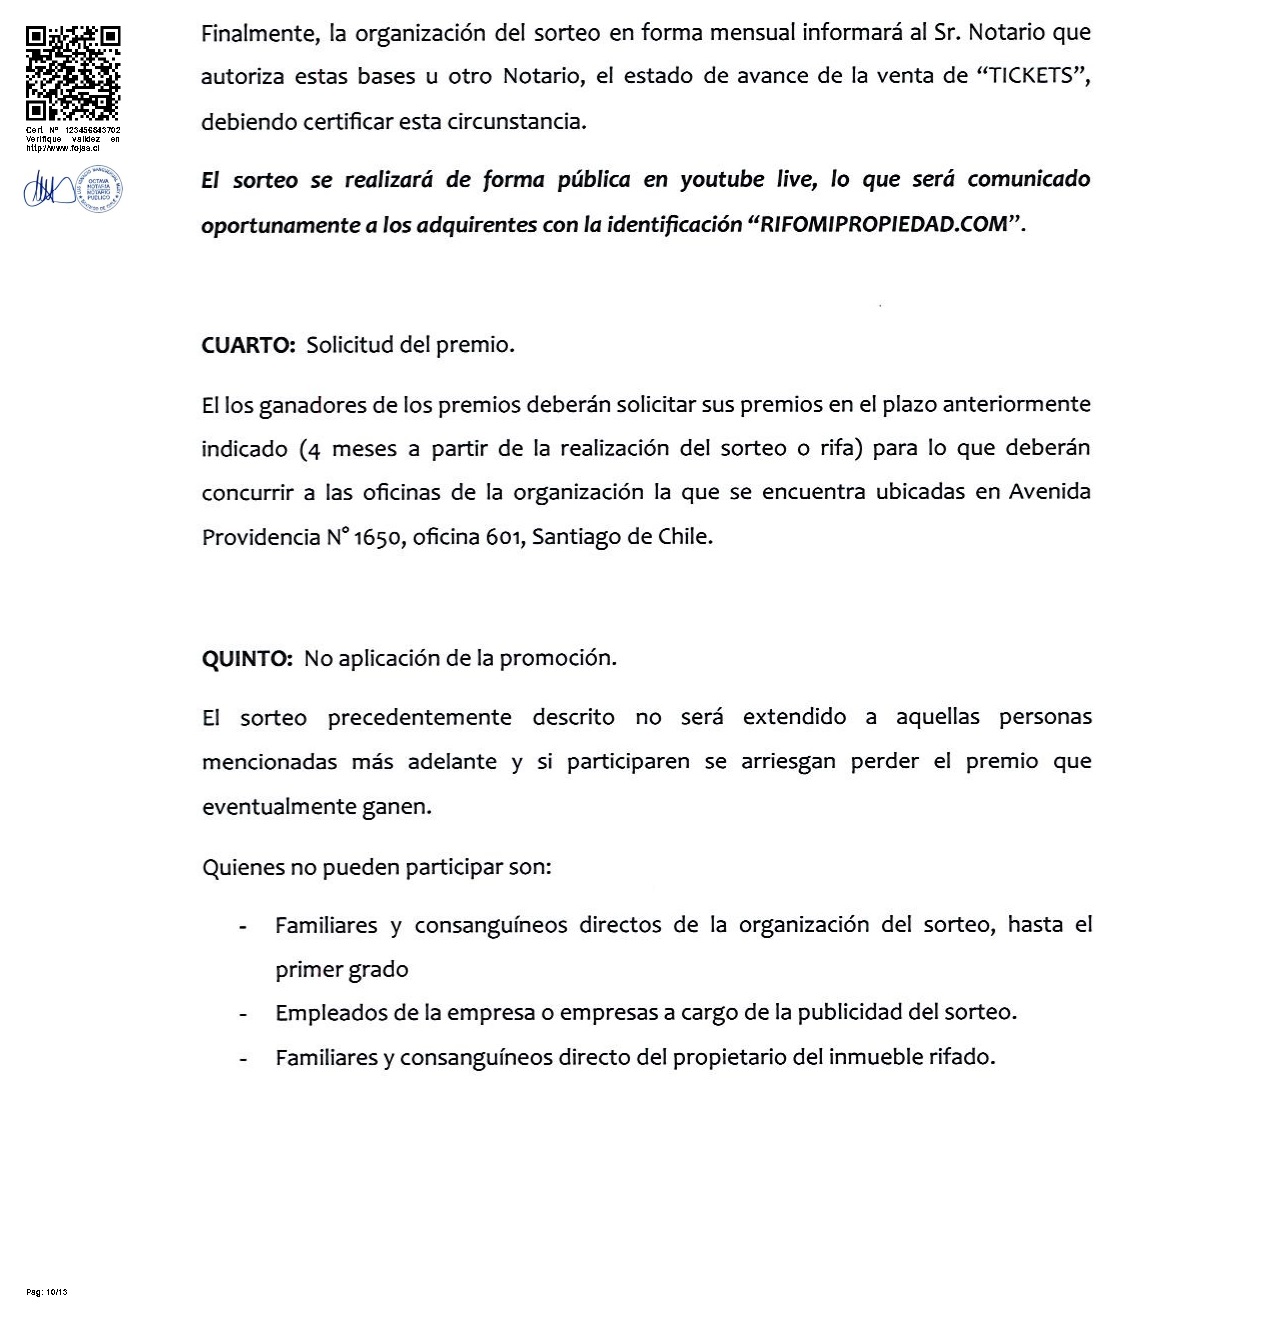 Cert. Nº 123456843702
Verifique validez en
http://www.fojas.cl
OCTAVA
NOTARIA
NOTARIO
PUBLICO
Finalmente, la organización del sorteo en forma mensual informará al Sr. Notario que
autoriza estas bases u otro Notario, el estado de avance de la venta de “TICKETS”,
debiendo certificar esta circunstancia.
El sorteo se realizará de forma pública en youtube live, lo que será comunicado
oportunamente a los adquirentes con la identificación “RIFOMIPROPIEDAD.COM”.
CUARTO: Solicitud del premio.
El los ganadores de los premios deberán solicitar sus premios en el plazo anteriormente
indicado (4 meses a partir de la realización del sorteo o rifa) para lo que deberán
concurrir a las oficinas de la organización la que se encuentra ubicadas en Avenida
Providencia N° 1650, oficina 601, Santiago de Chile.
QUINTO: No aplicación de la promoción.
El sorteo precedentemente descrito no será extendido a aquellas personas
mencionadas más adelante y si participaren se arriesgan perder el premio que
eventualmente ganen.
Quienes no pueden participar son:
- Familiares y consanguíneos directos de la organización del sorteo, hasta el
primer grado
- Empleados de la empresa o empresas a cargo de la publicidad del sorteo.
- Familiares y consanguíneos directo del propietario del inmueble rifado.
Pag: 10/13